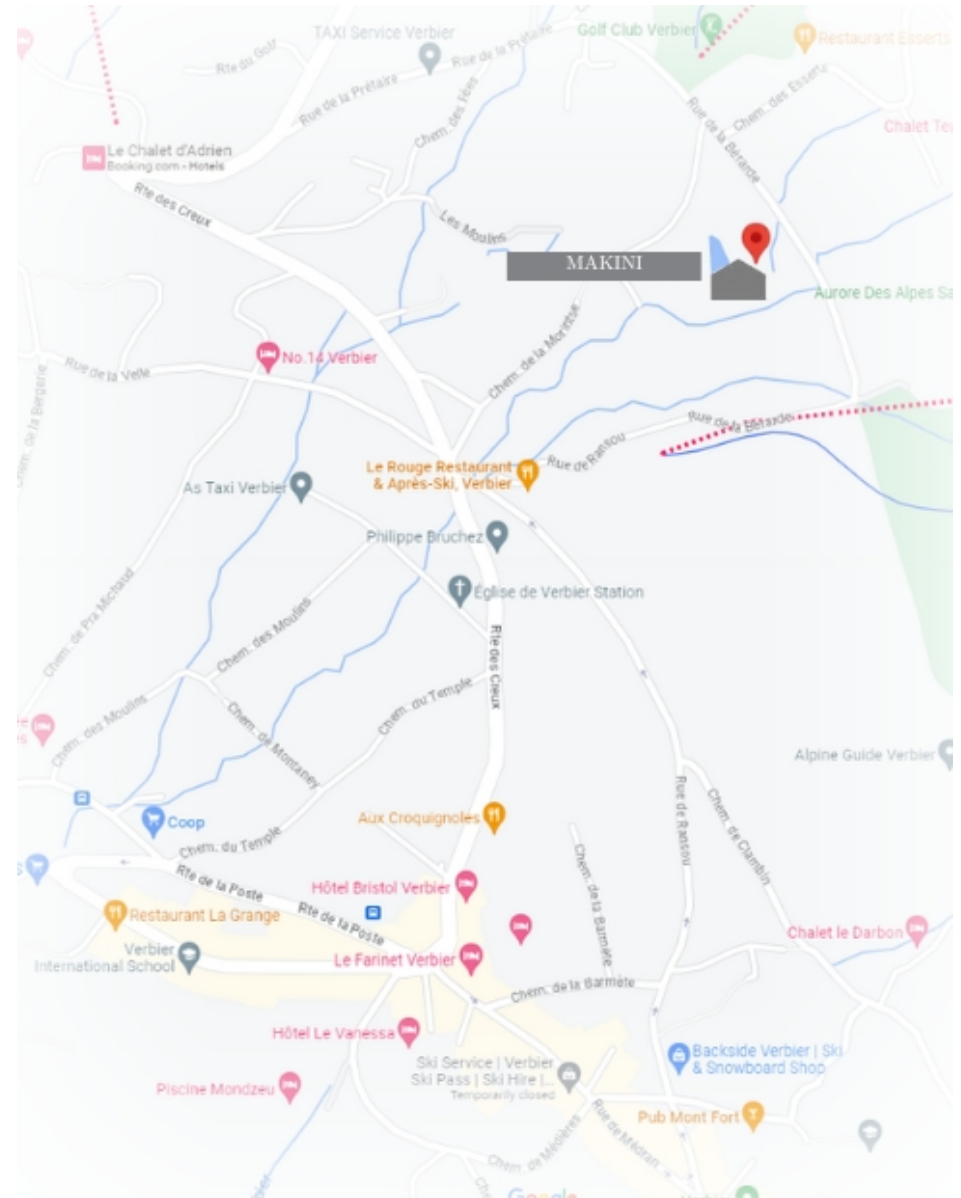 TAXI Service Verbier
Golf Club Verbier
Restaurant Esserts
Rte du Golf
Rue de la Prétaire
Rue de la Prétaire
Chem. des Fées
Chem. des Esserts
Rue de la Bérarde
Le Chalet d'Adrien
Booking.com - Hotels
Rte des Creux
Les Moulins
MAKINI
Aurore Des Alpes Sa
Chem. de la Bergerie
Rue de la Velle
No.14 Verbier
Chem. de la Morintse
Rue de la Bérarde
Rue de Ransou
Le Rouge Restaurant
& Après-Ski, Verbier
As Taxi Verbier
Philippe Bruchez
Église de Verbier Station
Chem. de Pra Michaud
Chem. des Moulins
Rte des Creux
Chem. du Temple
Chem. des Moulins
Chem. de Montaney
Alpine Guide Verbier
Rue de Ransou
Chem. de Clambin
Coop
Aux Croquignoles
Chem. du Temple
Rte de la Poste
Hôtel Bristol Verbier
Chem. de la Barmète
Restaurant La Grange
Rte de la Poste
Chalet le Darbon
Verbier
International School
Le Farinet Verbier
Chem. de la Barmète
Hôtel Le Vanessa
Ski Service | Verbier
Ski Pass | Ski Hire |...
Temporarily closed
Backside Verbier | Ski
& Snowboard Shop
Piscine Mondzeu
Pub Mont Fort
Rue de Médran
Chem. de Médières
Google